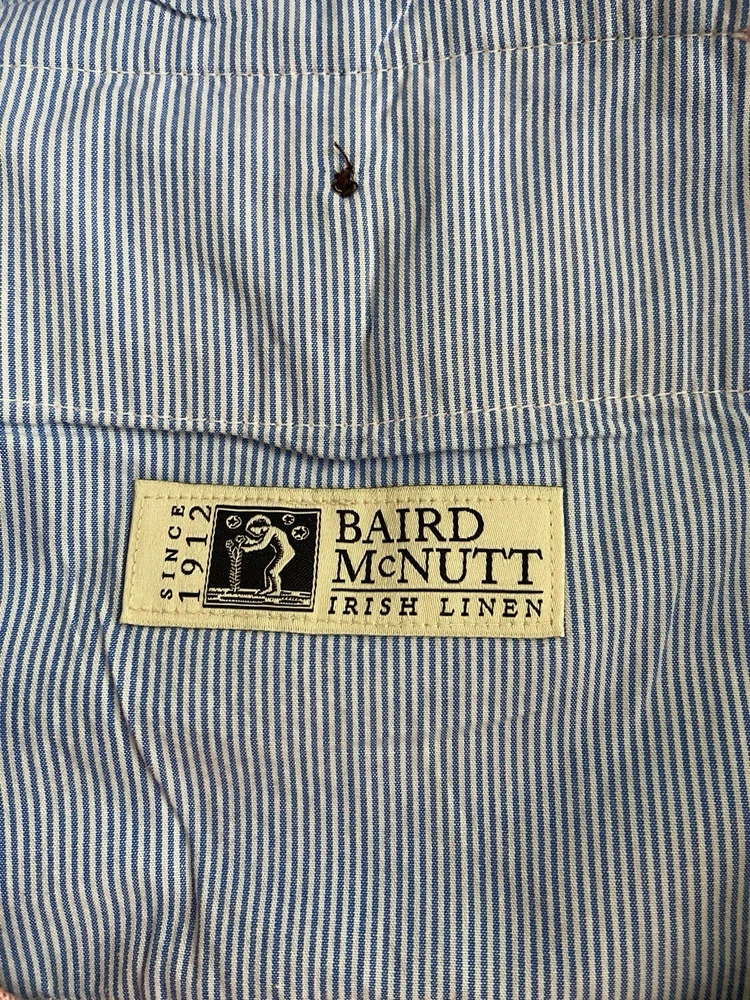 SINCE
1912
BAIRD
McNUTT
IRISH LINEN